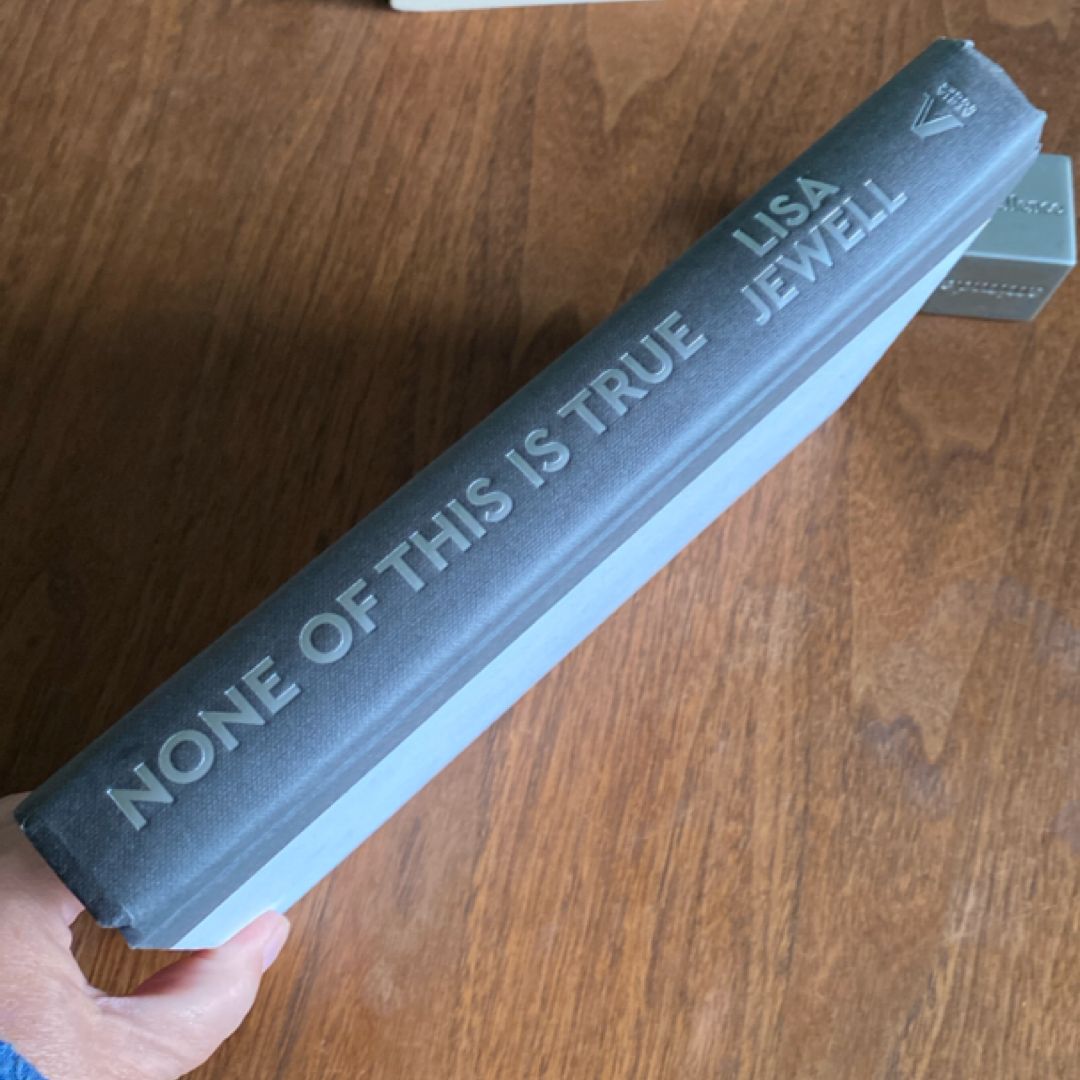 NONE OF THIS IS TRUE
LISA
JEWELL